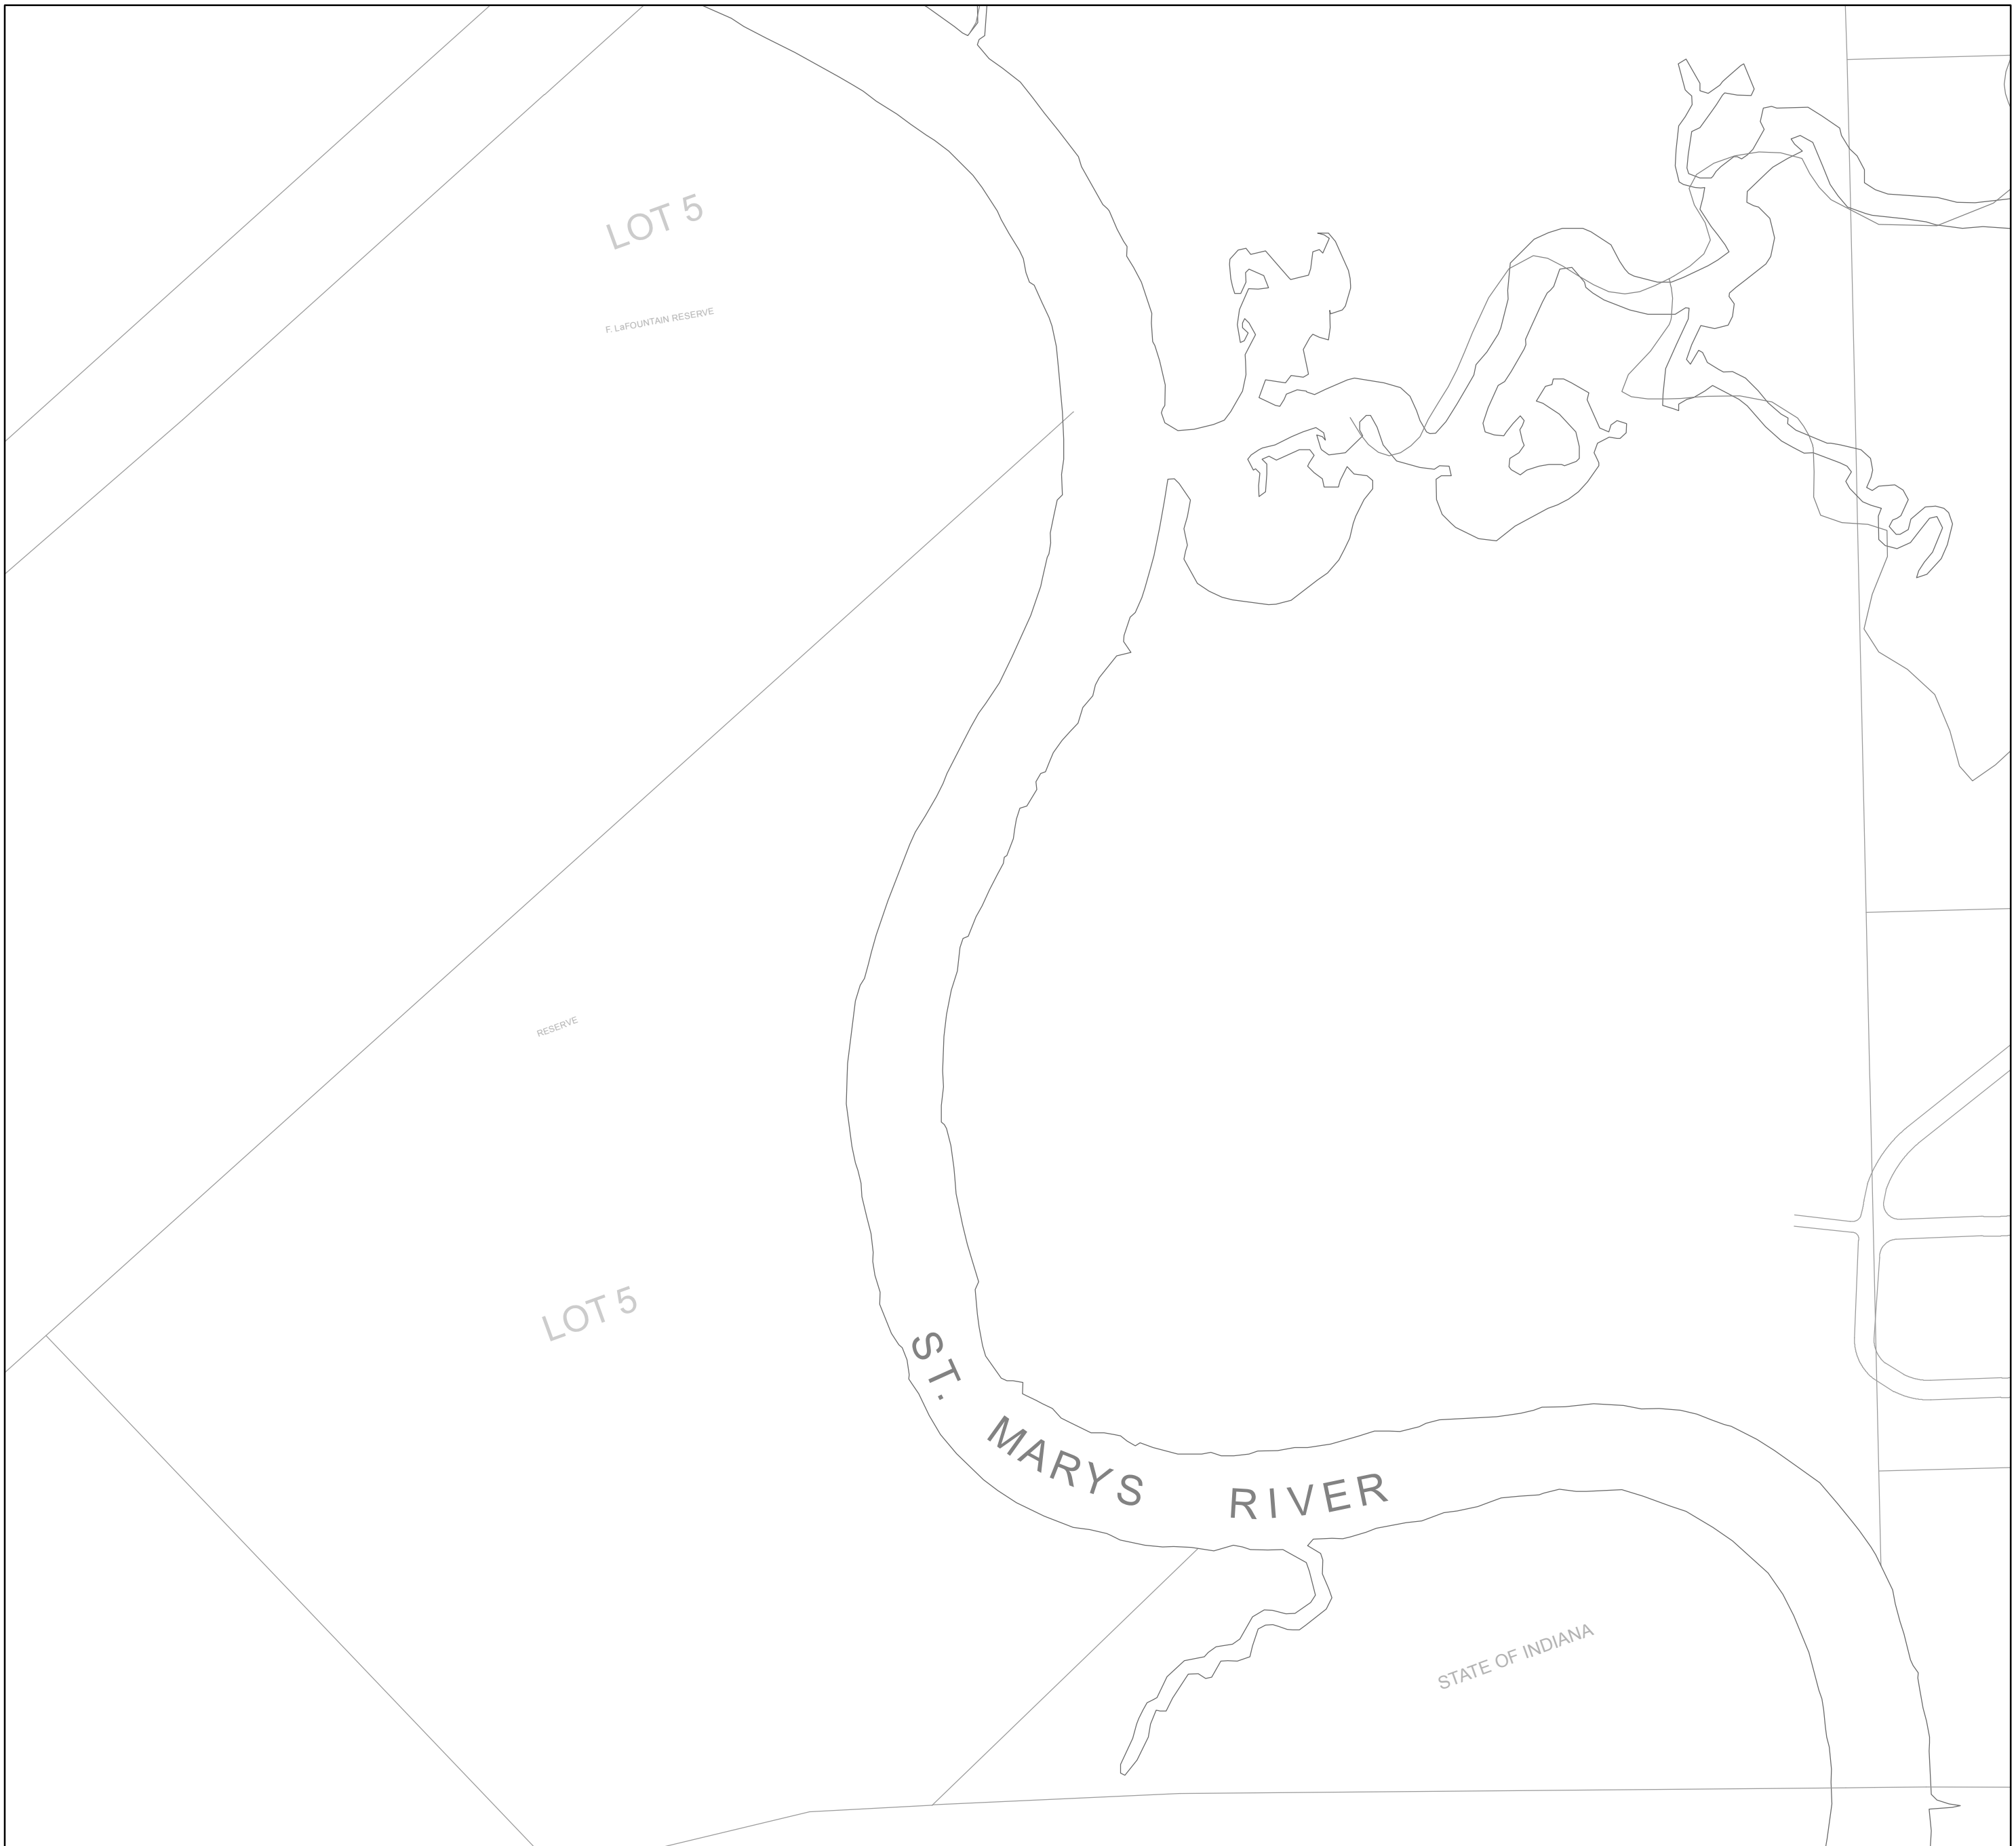 LOT 5
F. LaFOUNTAIN RESERVE
RESERVE
LOT 5
ST. MARYS RIVER
STATE OF INDIANA